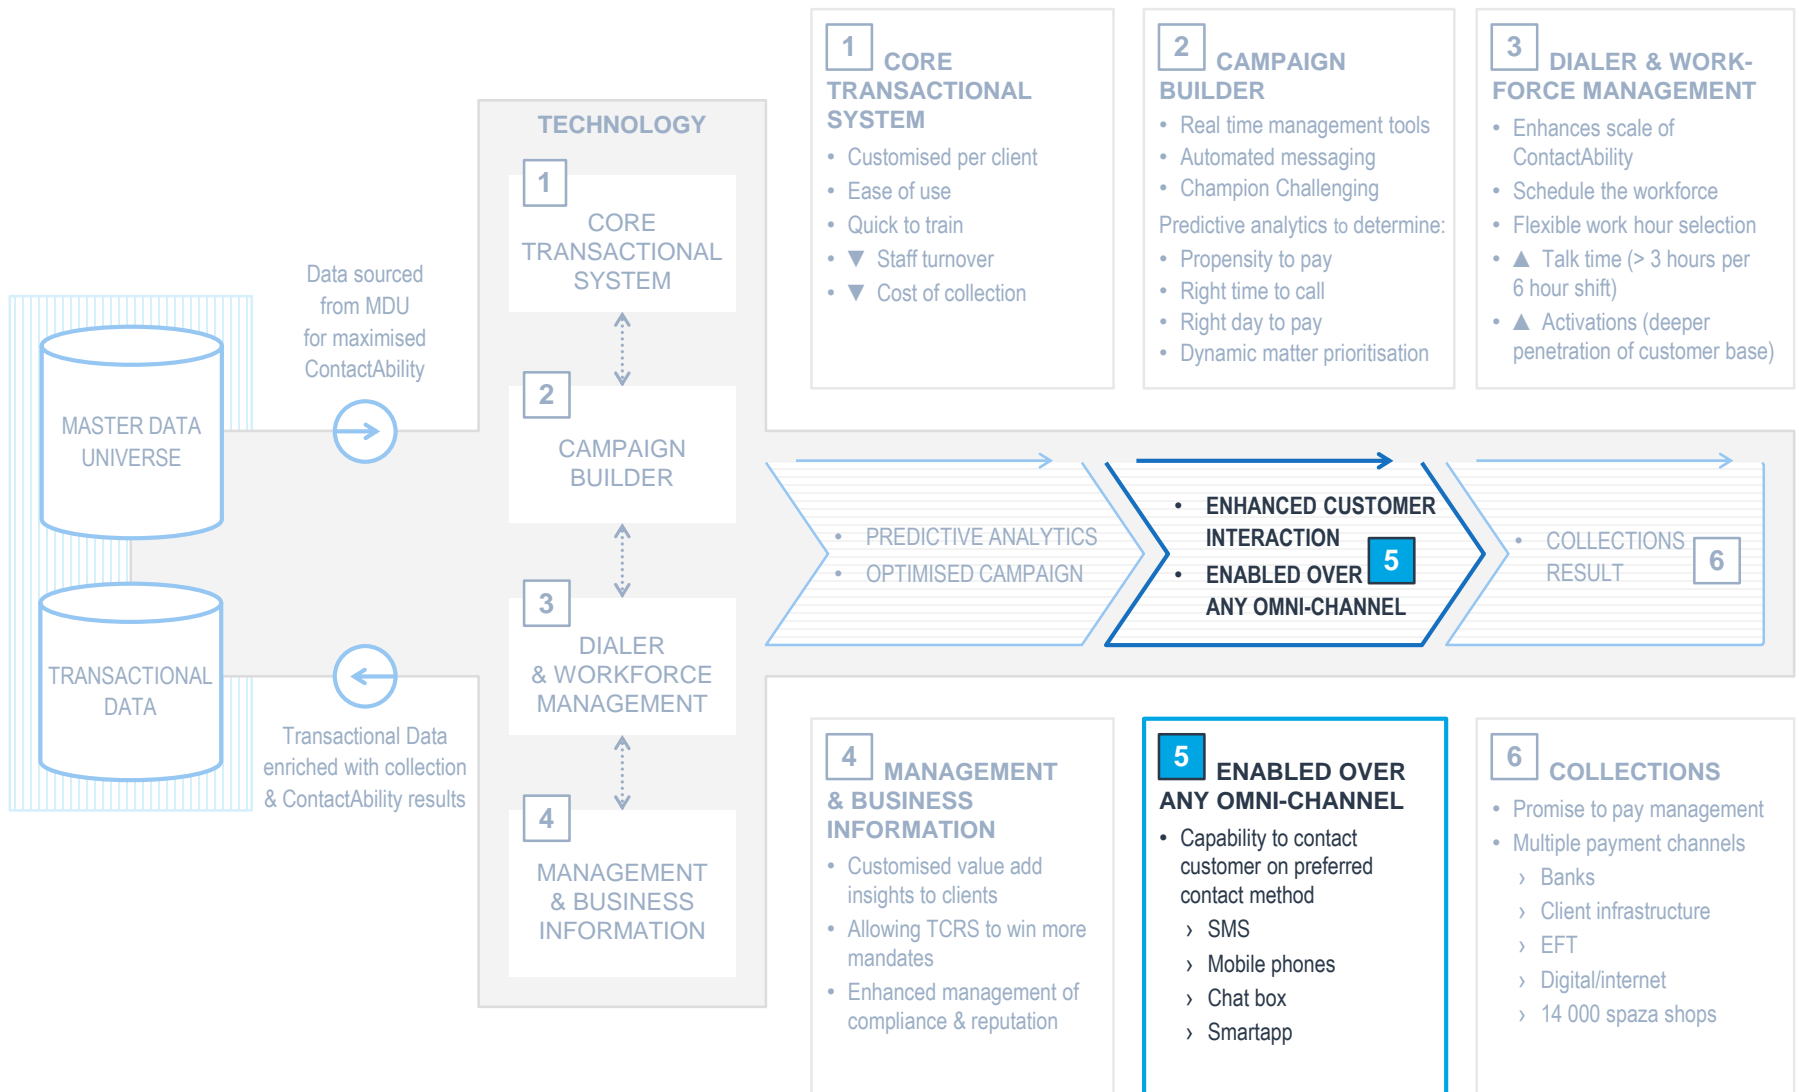 1 CORE
TRANSACTIONAL
SYSTEM
• Customised per client
• Ease of use
• Quick to train
• ▼ Staff turnover
• ▼ Cost of collection
2 CAMPAIGN
BUILDER
• Real time management tools
• Automated messaging
• Champion Challenging
Predictive analytics to determine:
• Propensity to pay
• Right time to call
• Right day to pay
• Dynamic matter prioritisation
3 DIALER & WORK-
FORCE MANAGEMENT
• Enhances scale of
ContactAbility
• Schedule the workforce
• Flexible work hour selection
• ▲ Talk time (> 3 hours per
6 hour shift)
• ▲ Activations (deeper
penetration of customer base)
TECHNOLOGY
1
CORE
TRANSACTIONAL
SYSTEM
2
CAMPAIGN
BUILDER
3
DIALER
& WORKFORCE
MANAGEMENT
4
MANAGEMENT
& BUSINESS
INFORMATION
Data sourced
from MDU
for maximised
ContactAbility
MASTER DATA
UNIVERSE
TRANSACTIONAL
DATA
Transactional Data
enriched with collection
& ContactAbility results
• PREDICTIVE ANALYTICS
• OPTIMISED CAMPAIGN
• ENHANCED CUSTOMER
INTERACTION
• ENABLED OVER 5
ANY OMNI-CHANNEL
• COLLECTIONS
RESULT 6
4 MANAGEMENT
& BUSINESS
INFORMATION
• Customised value add
insights to clients
• Allowing TCRS to win more
mandates
• Enhanced management of
compliance & reputation
5 ENABLED OVER
ANY OMNI-CHANNEL
• Capability to contact
customer on preferred
contact method
› SMS
› Mobile phones
› Chat box
› Smartapp
6 COLLECTIONS
• Promise to pay management
• Multiple payment channels
› Banks
› Client infrastructure
› EFT
› Digital/internet
› 14 000 spaza shops